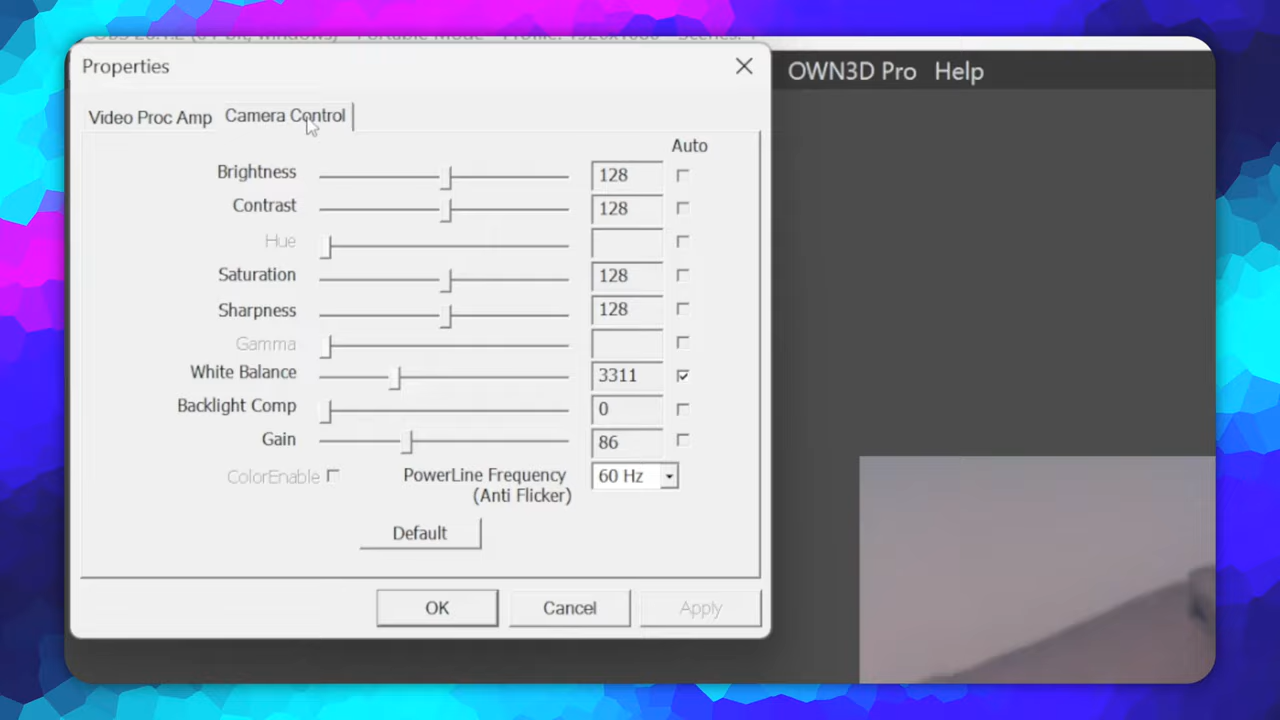 Properties
OWN3D Pro Help
Video Proc Amp Camera Control
Auto
Brightness 128
Contrast 128
Hue
Saturation 128
Sharpness 128
Gamma
White Balance 3311
Backlight Comp 0
Gain 86
ColorEnable PowerLine Frequency 60 Hz
(Anti Flicker)
Default
OK Cancel Apply